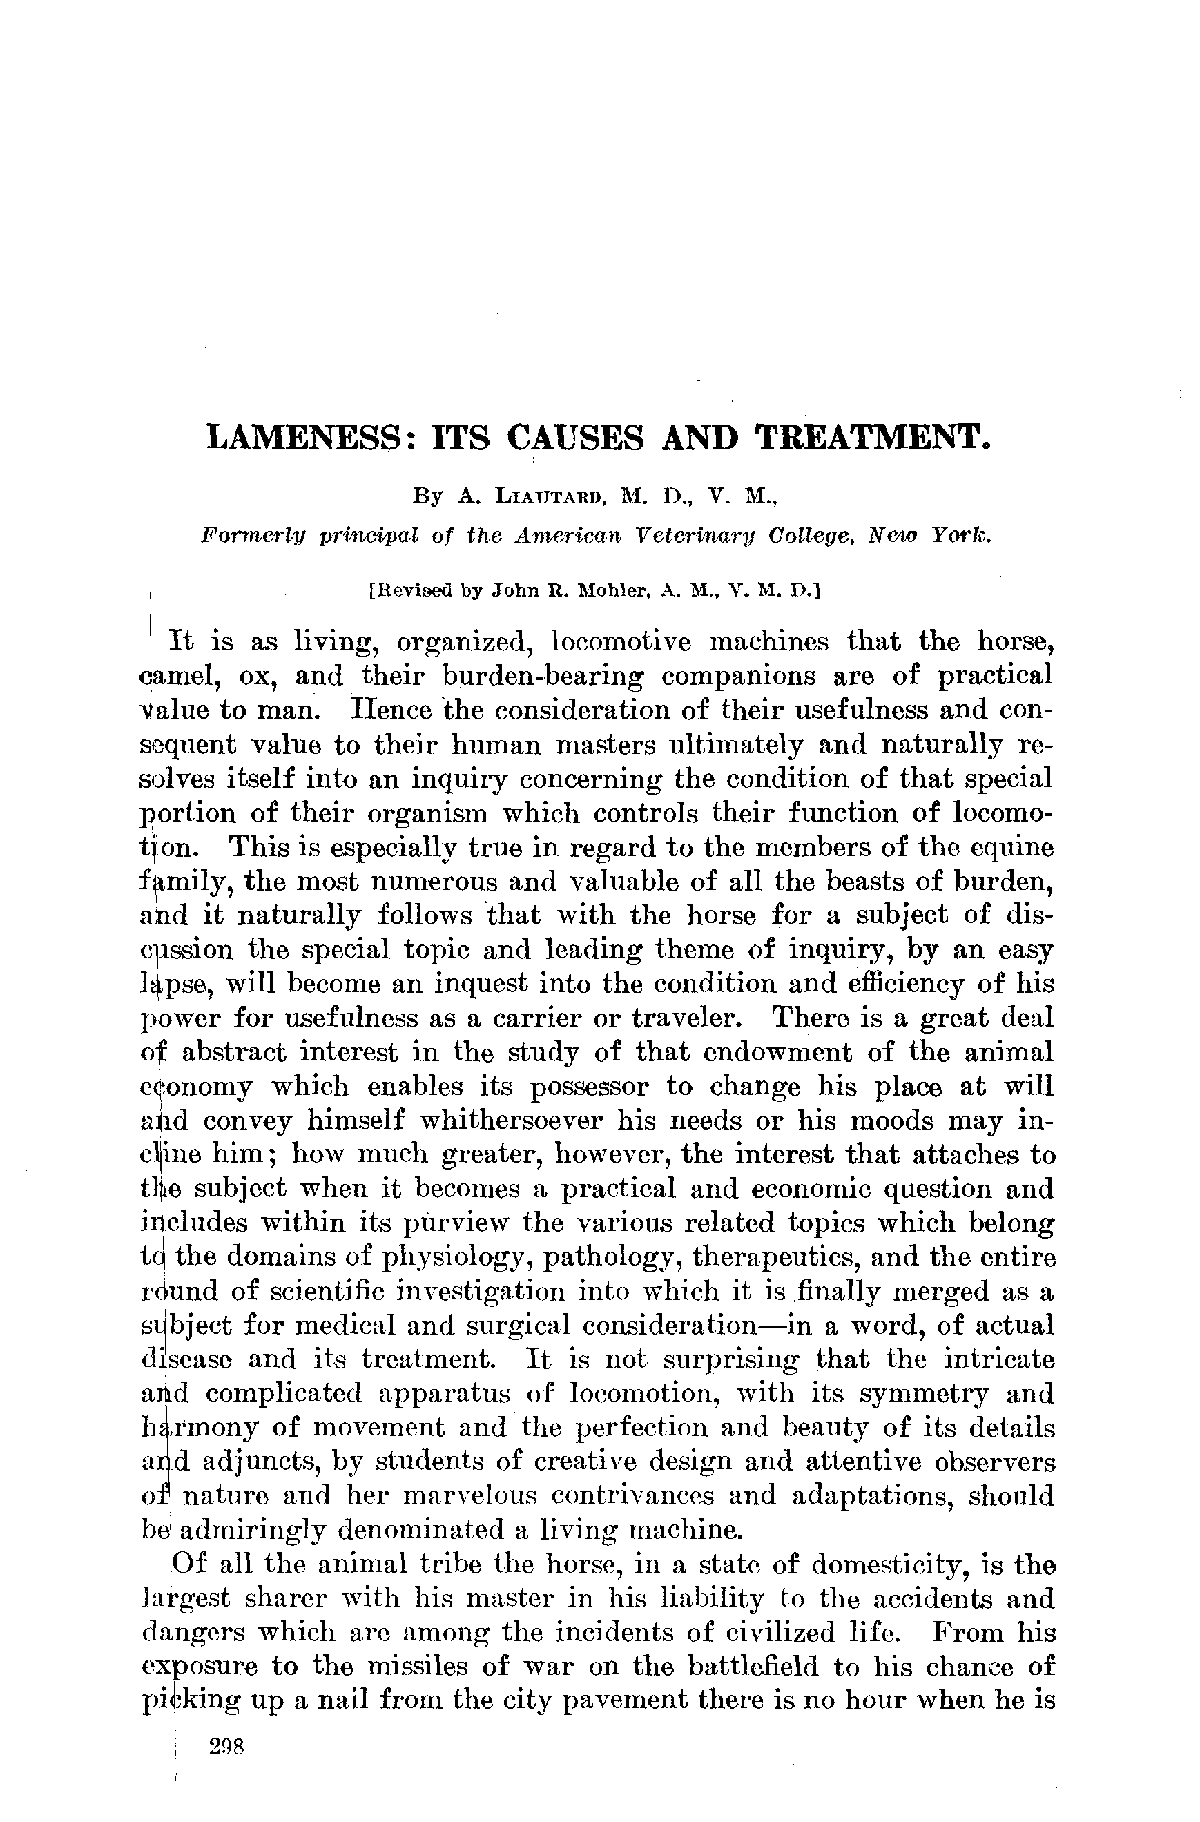 LAMENESS: ITS CAUSES AND TREATMENT.
By A. LIAUTARD, M. D., V. M.,
Formerly principal of the American Veterinary College, New York.
[Revised by John R. Mohler, A. M., V. M. D.]
It is as living, organized, locomotive machines that the horse,
camel, ox, and their burden-bearing companions are of practical
value to man. Hence the consideration of their usefulness and con-
sequent value to their human masters ultimately and naturally re-
solves itself into an inquiry concerning the condition of that special
portion of their organism which controls their function of locomo-
tion. This is especially true in regard to the members of the equine
family, the most numerous and valuable of all the beasts of burden,
and it naturally follows that with the horse for a subject of dis-
cussion the special topic and leading theme of inquiry, by an easy
lapse, will become an inquest into the condition and efficiency of his
power for usefulness as a carrier or traveler. There is a great deal
of abstract interest in the study of that endowment of the animal
economy which enables its possessor to change his place at will
and convey himself whithersoever his needs or his moods may in-
cline him; how much greater, however, the interest that attaches to
the subject when it becomes a practical and economic question and
includes within its purview the various related topics which belong
to the domains of physiology, pathology, therapeutics, and the entire
round of scientific investigation into which it is finally merged as a
subject for medical and surgical consideration—in a word, of actual
disease and its treatment. It is not surprising that the intricate
and complicated apparatus of locomotion, with its symmetry and
harmony of movement and the perfection and beauty of its details
and adjuncts, by students of creative design and attentive observers
of nature and her marvelous contrivances and adaptations, should
be admiringly denominated a living machine.
Of all the animal tribe the horse, in a state of domesticity, is the
largest sharer with his master in his liability to the accidents and
dangers which are among the incidents of civilized life. From his
exposure to the missiles of war on the battlefield to his chance of
picking up a nail from the city pavement there is no hour when he is
298